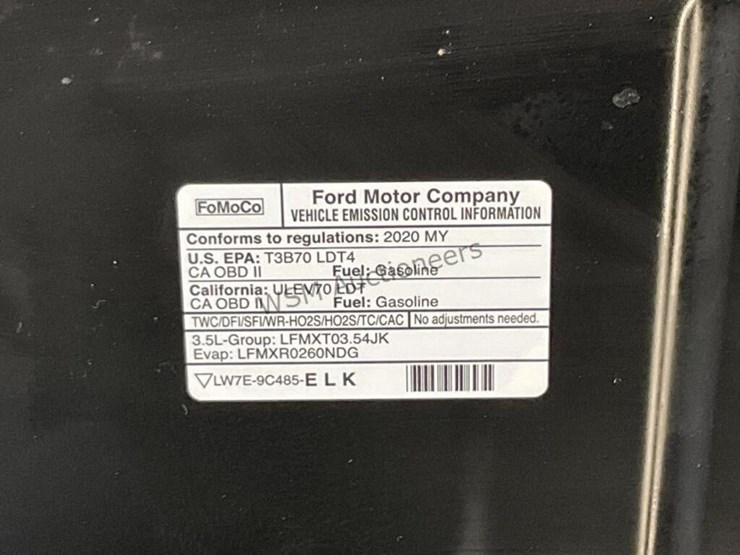 FoMoCo
Ford Motor Company
VEHICLE EMISSION CONTROL INFORMATION
Conforms to regulations: 2020 MY
U.S. EPA: T3B70 LDT4
CA OBD II Fuel: Gasoline
California: ULEV70 LDT
CA OBD II Fuel: Gasoline
TWC/DFI/SFI/WR-HO2S/HO2S/TC/CAC No adjustments needed.
3.5L-Group: LFMXT03.54JK
Evap: LFMXR0260NDG
LW7E-9C485-E L K
WSM Auctioneers